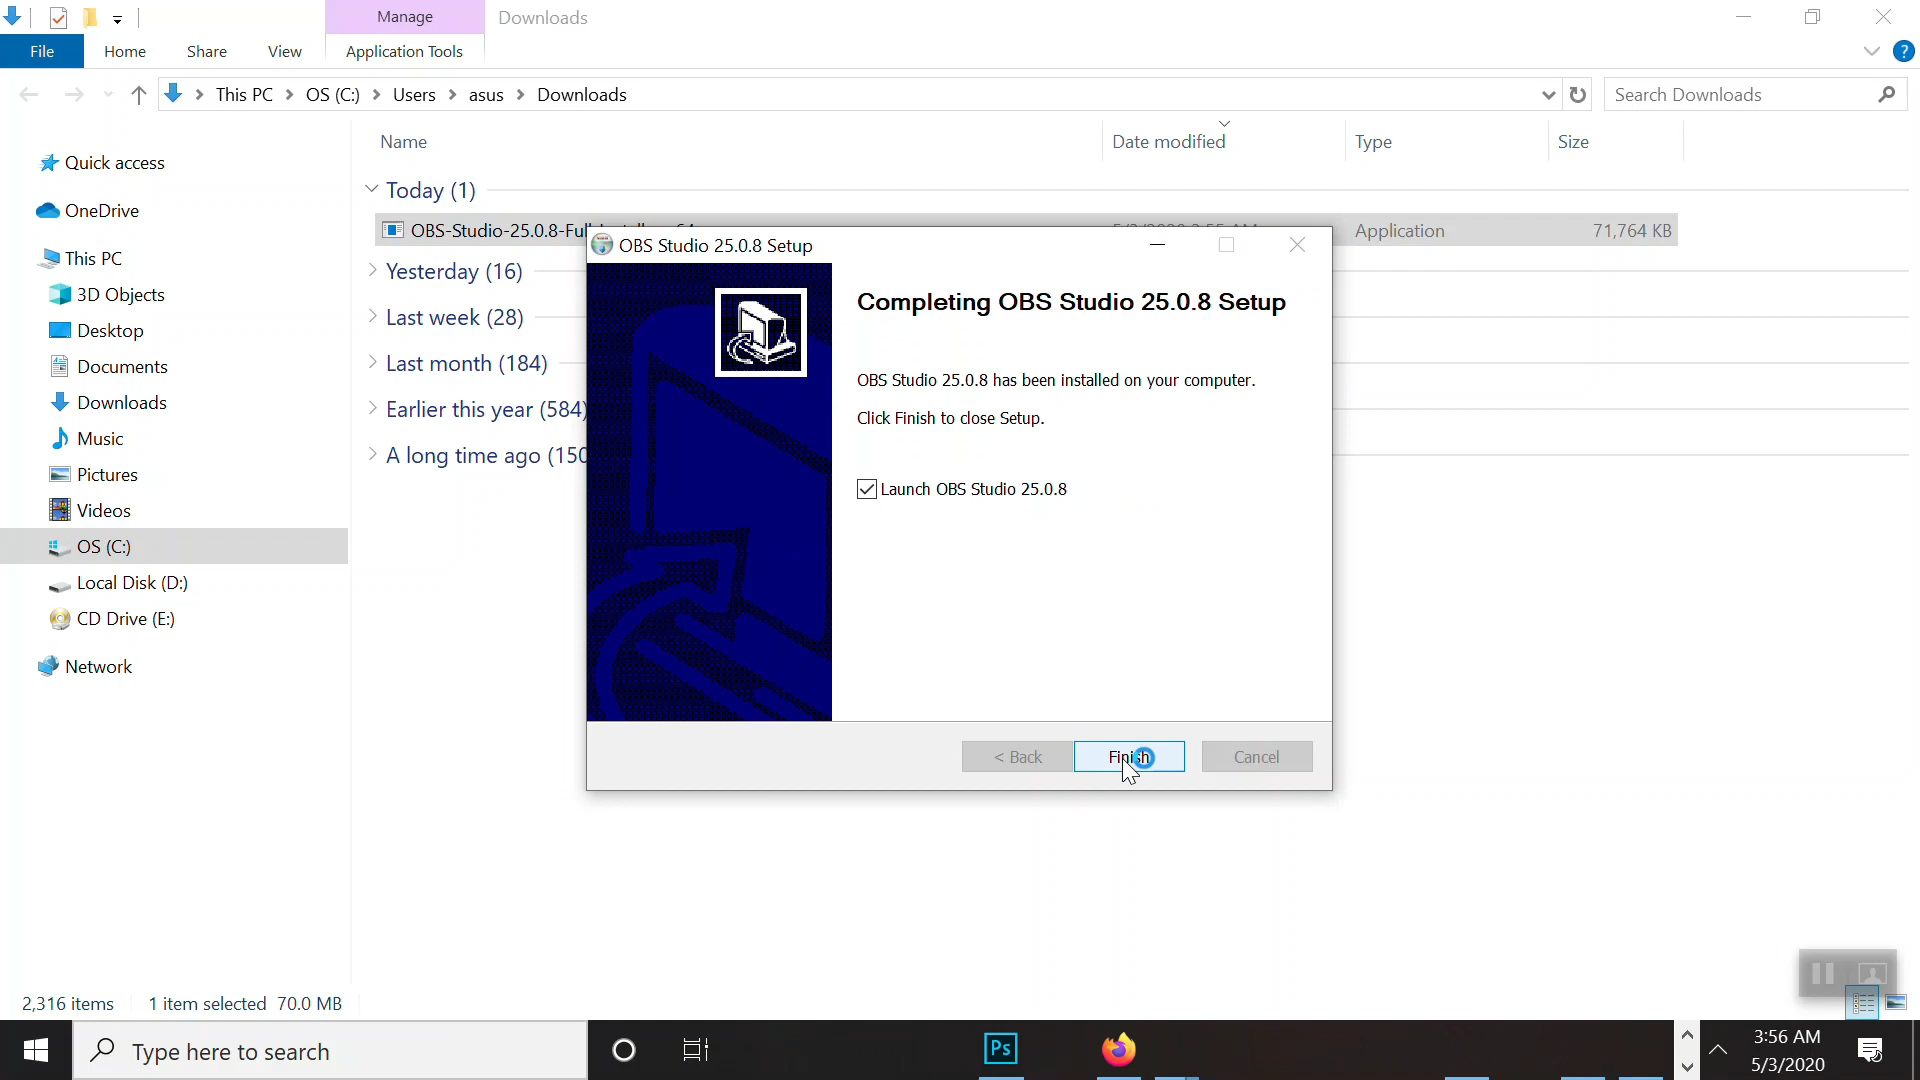 Manage
Downloads
File
Home
Share
View
Application Tools
This PC
OS (C:)
Users
asus
Downloads
Search Downloads
Name
Date modified
Type
Size
Quick access
OneDrive
This PC
3D Objects
Desktop
Documents
Downloads
Music
Pictures
Videos
OS (C:)
Local Disk (D:)
CD Drive (E:)
Network
Today (1)
OBS-Studio-25.0.8-Ful
Application
71,764 KB
Yesterday (16)
Last week (28)
Last month (184)
Earlier this year (584)
A long time ago (150
OBS Studio 25.0.8 Setup
Completing OBS Studio 25.0.8 Setup
OBS Studio 25.0.8 has been installed on your computer.
Click Finish to close Setup.
Launch OBS Studio 25.0.8
< Back
Finish
Cancel
2,316 items
1 item selected 70.0 MB
Type here to search
Ps
3:56 AM
5/3/2020